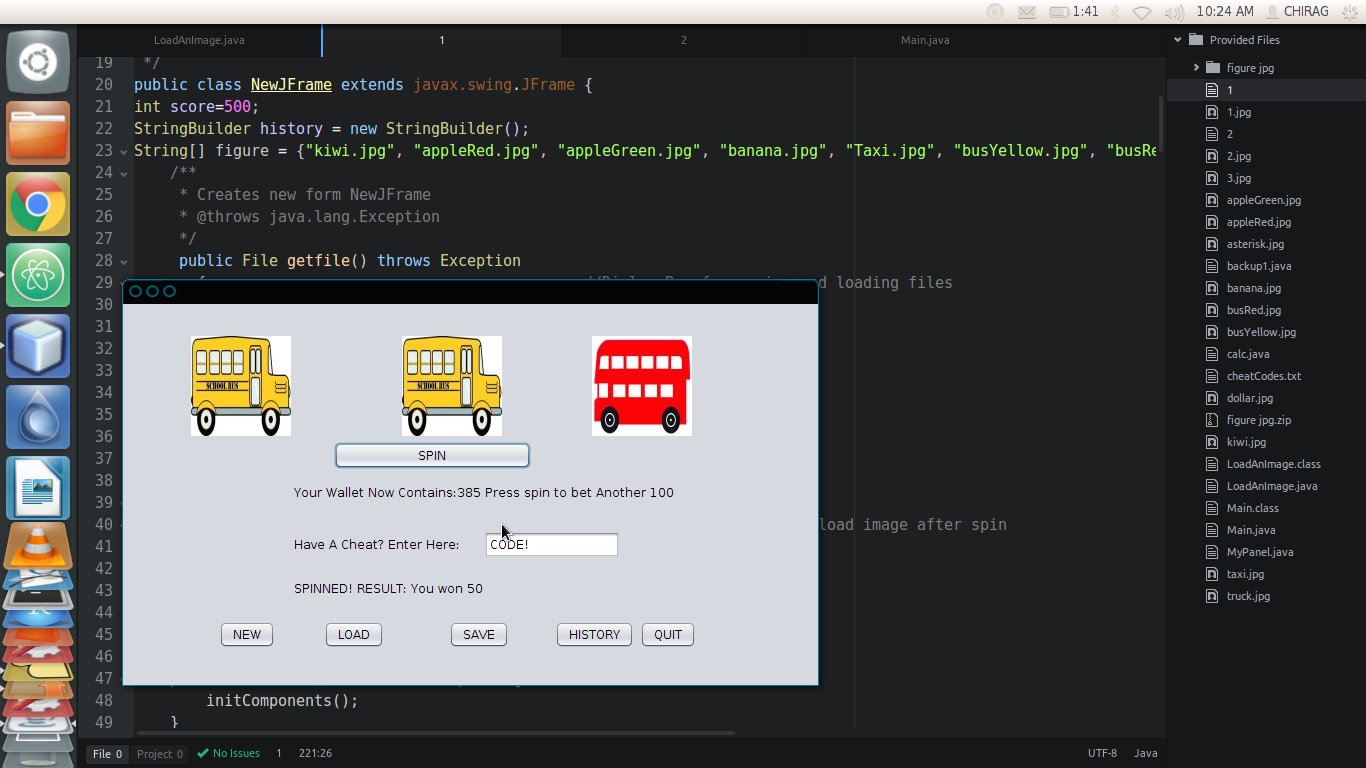 1:41 10:24 AM CHIRAG
LoadAnImage.java 1 2 Main.java
19 */
20 public class NewJFrame extends javax.swing.JFrame {
21 int score=500;
22 StringBuilder history = new StringBuilder();
23 String[] figure = {"kiwi.jpg", "appleRed.jpg", "appleGreen.jpg", "banana.jpg", "Taxi.jpg", "busYellow.jpg", "busRe
24 /**
25 * Creates new form NewJFrame
26 * @throws java.lang.Exception
27 */
28 public File getfile() throws Exception
29 d loading files
30
31
32
33
34
35
36
37
38
39
40 load image after spin
41
42
43
44
45
46
47
48 initComponents();
49 }
SCHOOL BUS
SCHOOL BUS
SPIN
Your Wallet Now Contains:385 Press spin to bet Another 100
Have A Cheat? Enter Here: CODE!
SPINNED! RESULT: You won 50
NEW LOAD SAVE HISTORY QUIT
Provided Files
figure jpg
1
1.jpg
2
2.jpg
3.jpg
appleGreen.jpg
appleRed.jpg
asterisk.jpg
backup1.java
banana.jpg
busRed.jpg
busYellow.jpg
calc.java
cheatCodes.txt
dollar.jpg
figure jpg.zip
kiwi.jpg
LoadAnImage.class
LoadAnImage.java
Main.class
Main.java
MyPanel.java
taxi.jpg
truck.jpg
File 0 Project 0 No Issues 1 221:26 UTF-8 Java